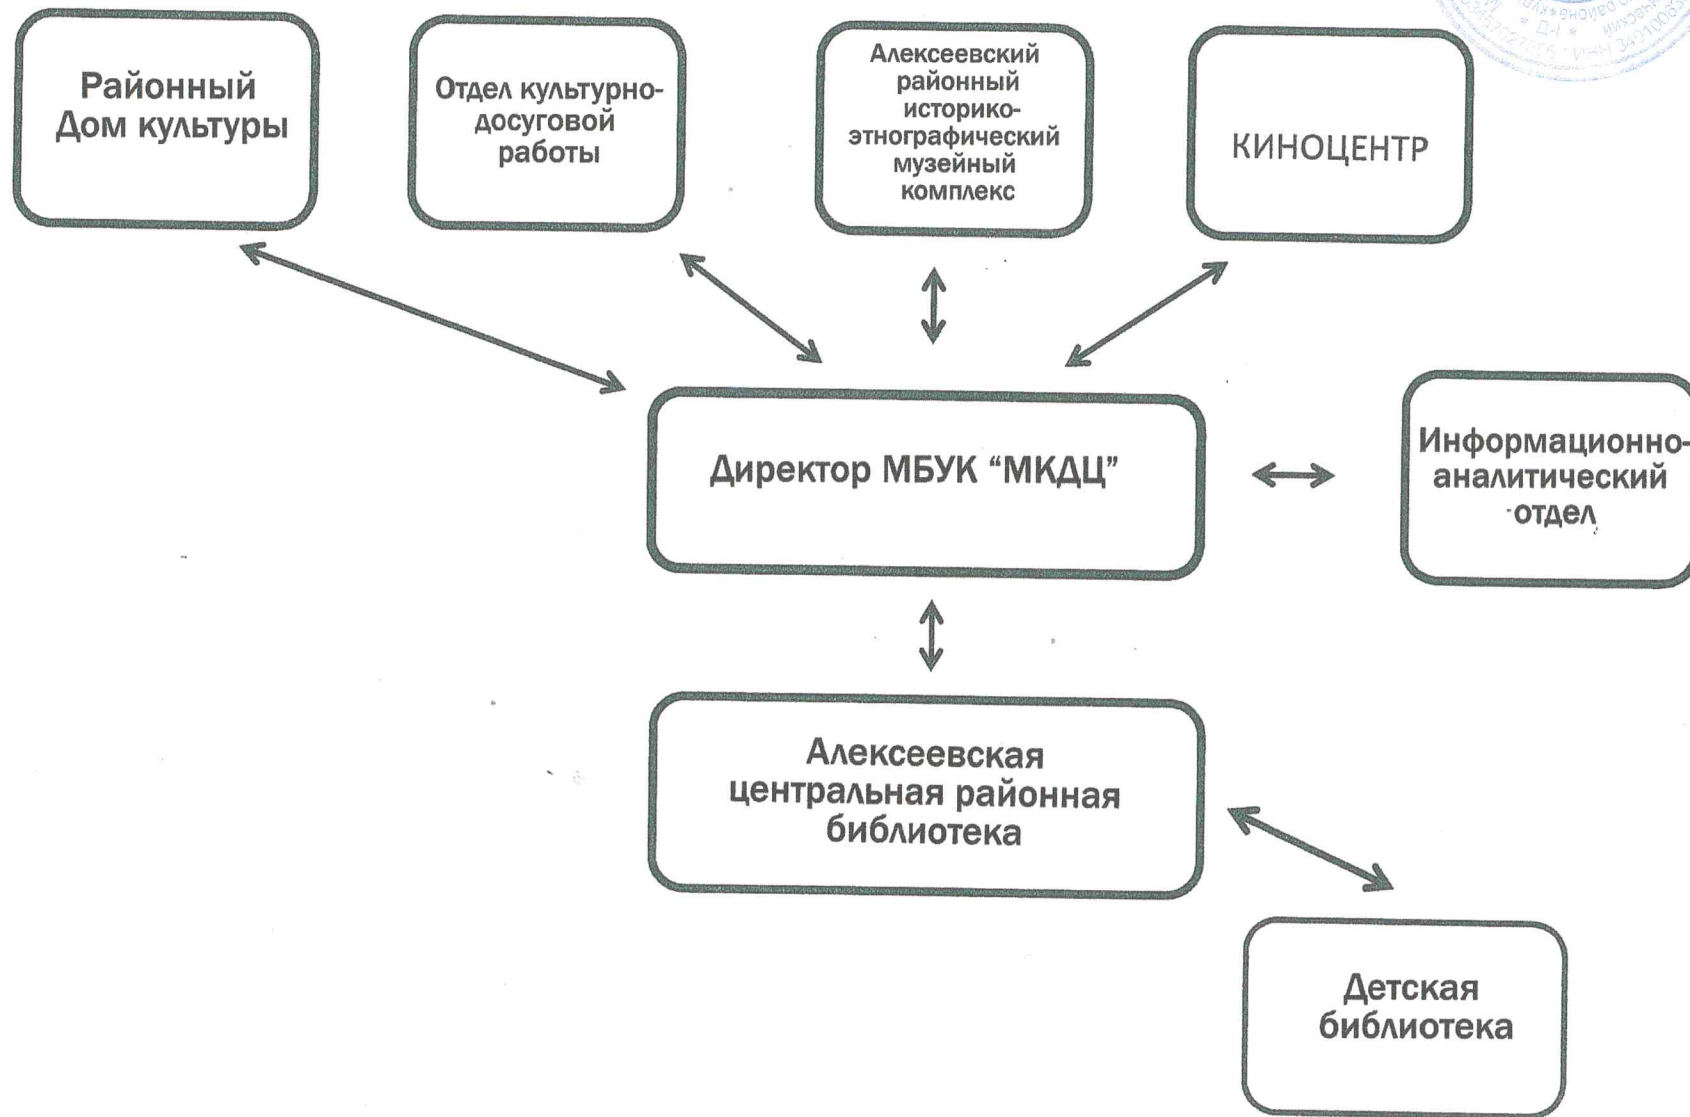 Районный
Дом культуры
Отдел культурно-
досуговой
работы
Алексеевский
районный
историко-
этнографический
музейный
комплекс
КИНОЦЕНТР
Директор МБУК “МКДЦ”
Информационно-
аналитический
отдел
Алексеевская
центральная районная
библиотека
Детская
библиотека